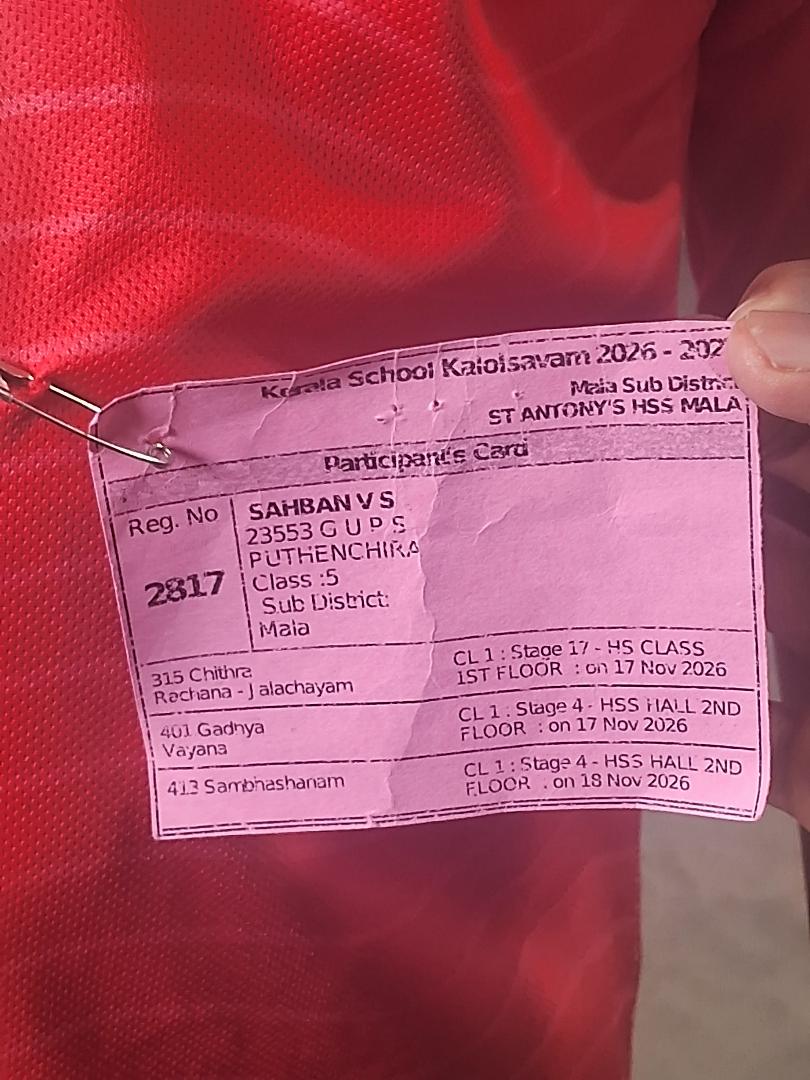 Kerala School Kalolsavam 2026 - 202
Mala Sub District
ST ANTONY'S HSS MALA
Participant's Card
Reg. No
2817
SAHBAN V S
23553 G U P S
PUTHENCHIRA
Class :5
Sub District:
Mala
315 Chithra
Rachana - Jalachayam
CL 1 : Stage 17 - HS CLASS
1ST FLOOR : on 17 Nov 2026
401 Gadhya
Vayana
CL 1 : Stage 4 - HSS HALL 2ND
FLOOR : on 17 Nov 2026
413 Sambhashanam
CL 1 : Stage 4 - HSS HALL 2ND
FLOOR : on 18 Nov 2026